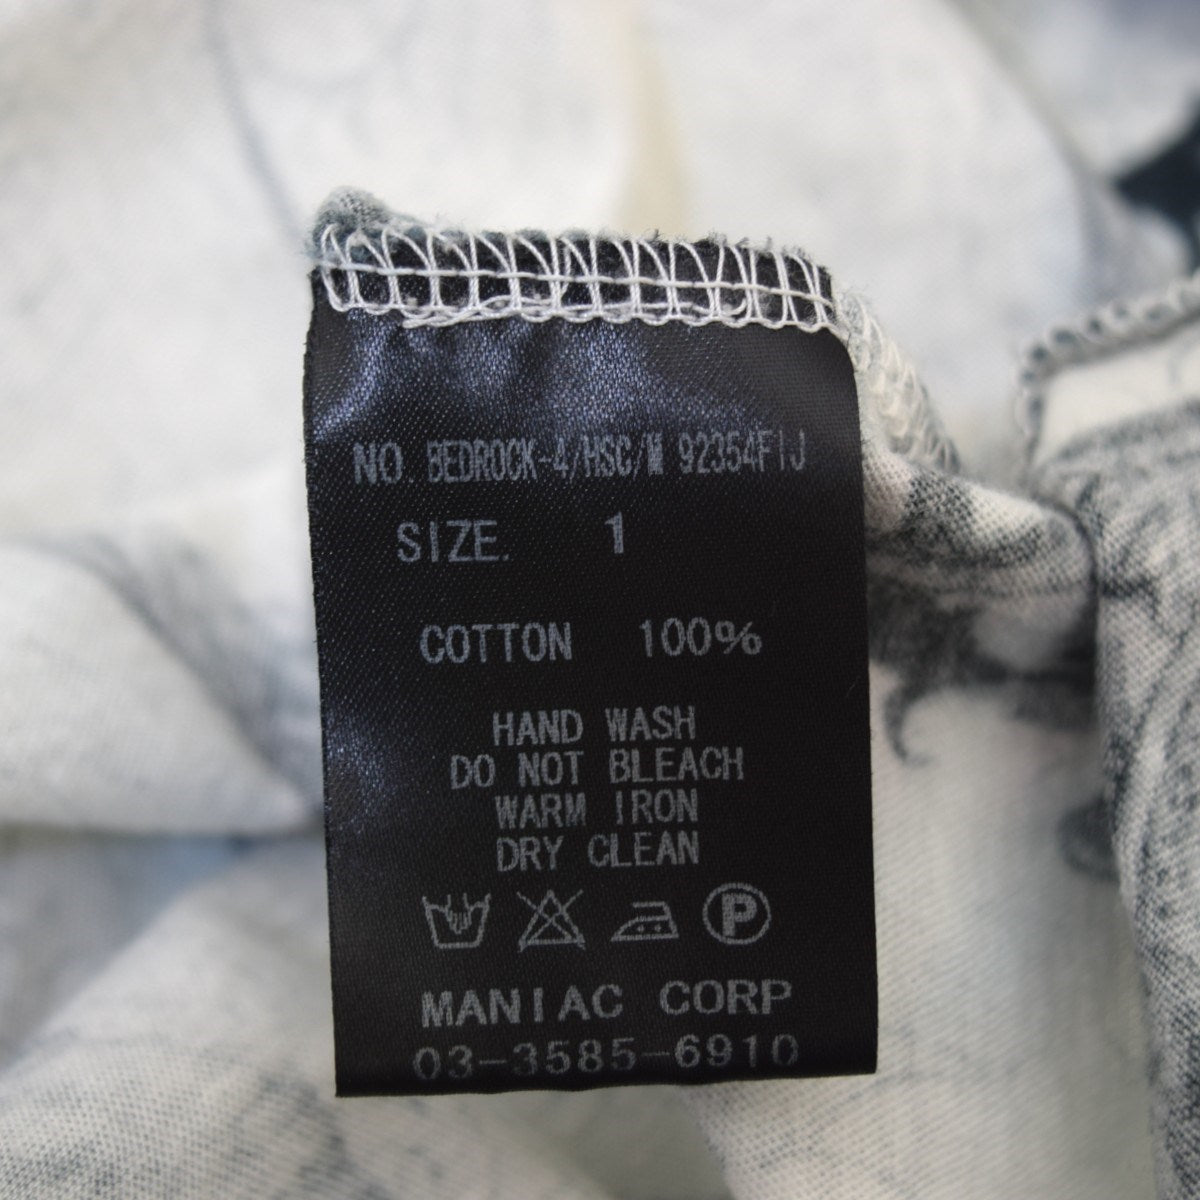 NO. BEDROCK-4/HSC/M 92354FIJ
SIZE. 1
COTTON 100%
HAND WASH
DO NOT BLEACH
WARM IRON
DRY CLEAN
P
MANIAC CORP
03-3585-6910